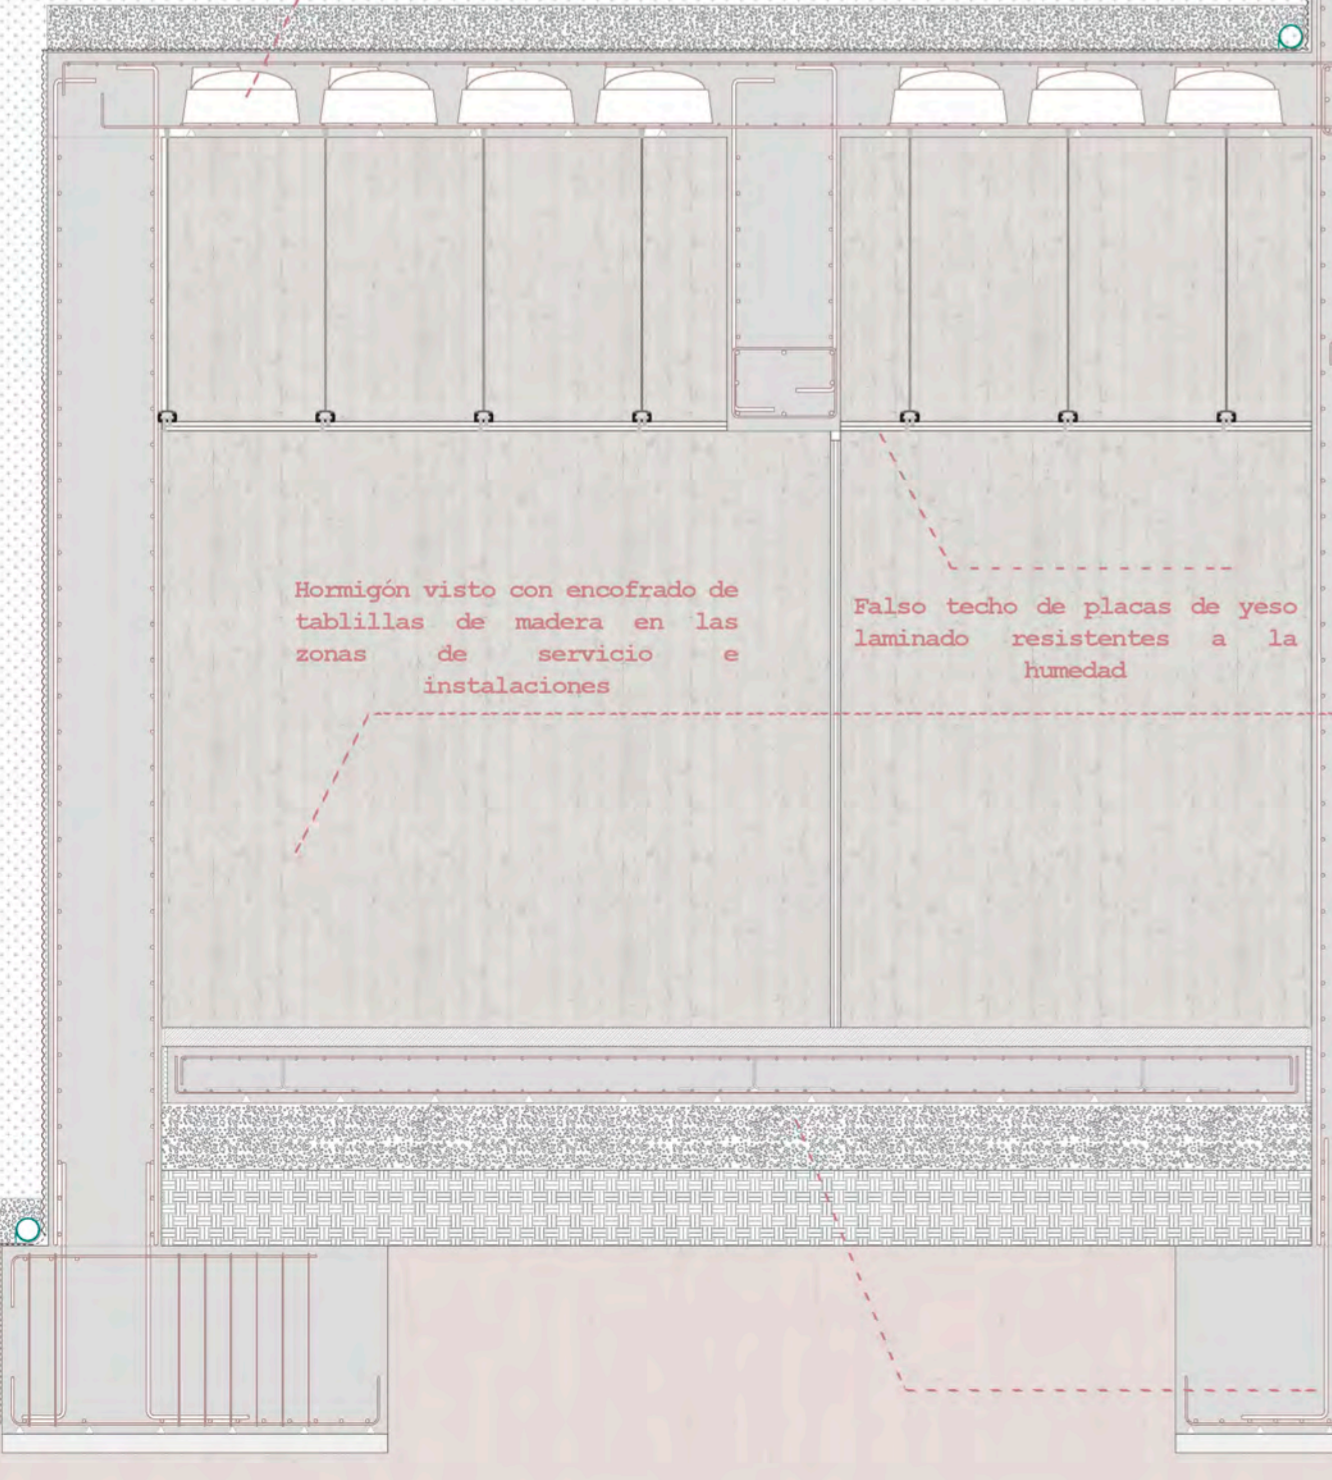 Hormigón visto con encofrado de
tablillas de madera en las
zonas de servicio e
instalaciones
Falso techo de placas de yeso
laminado resistentes a la
humedad